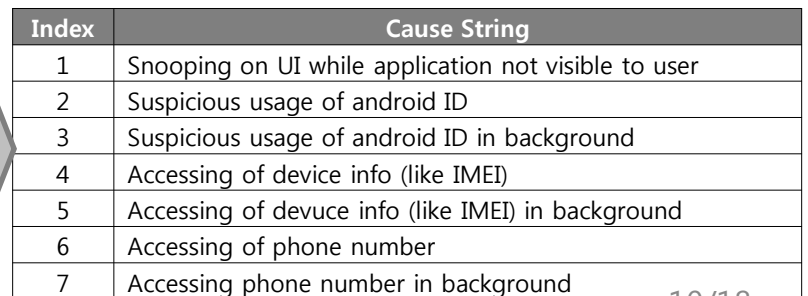 Index Cause String
1 Snooping on UI while application not visible to user
2 Suspicious usage of android ID
3 Suspicious usage of android ID in background
4 Accessing of device info (like IMEI)
5 Accessing of devuce info (like IMEI) in background
6 Accessing of phone number
7 Accessing phone number in background
10/18